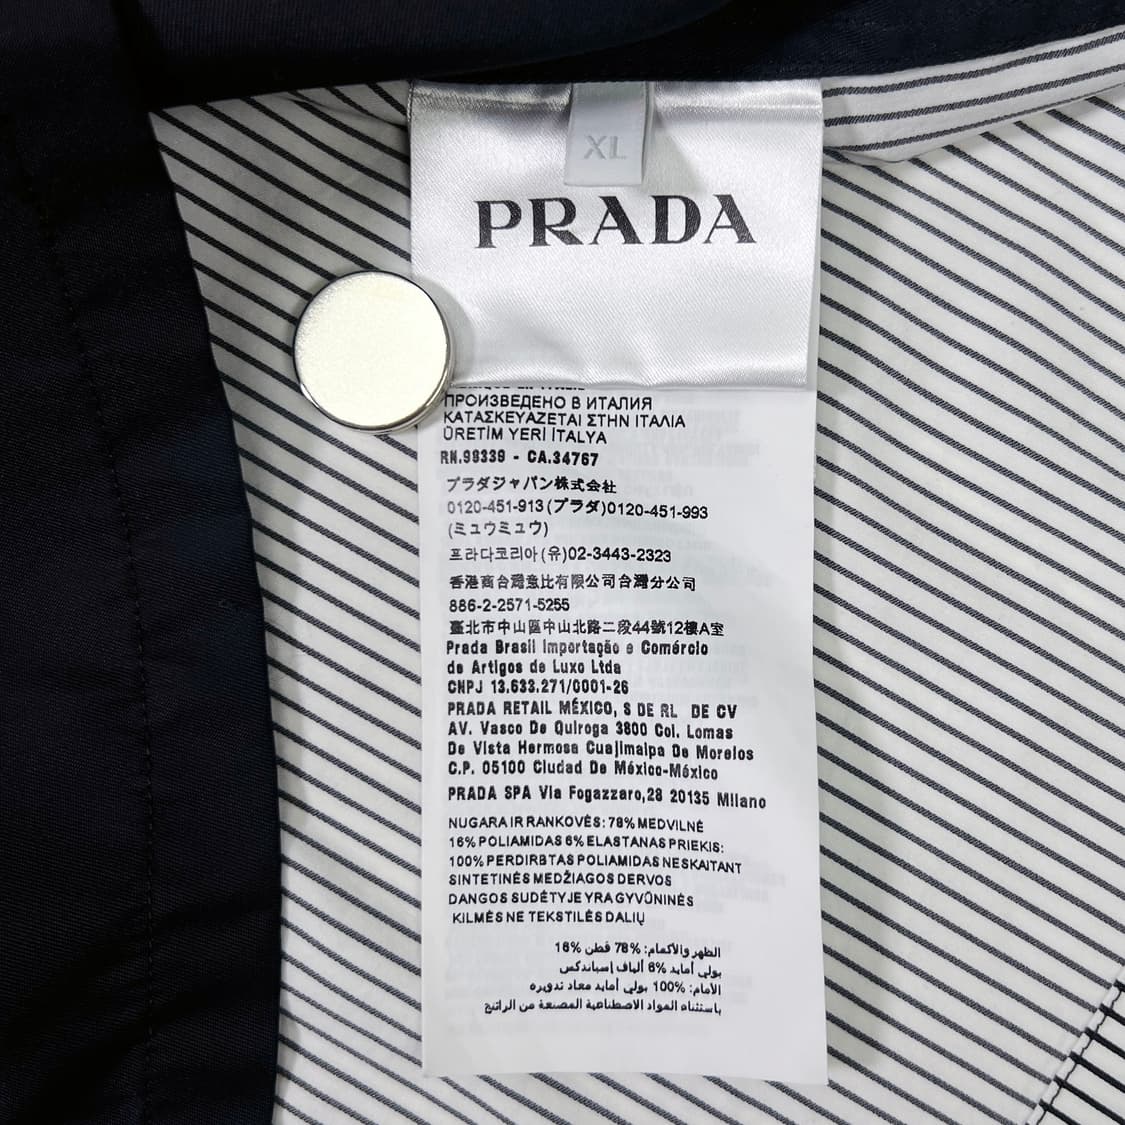 XL
PRADA
ПРОИЗВЕДЕНО В ИТАЛИЯ
ΚΑΤΑΣΚΕΥΑΖΕΤΑΙ ΣΤΗΝ ΙΤΑΛΙΑ
ÜRETİM YERİ İTALYA
RN.98339 - CA.34767
プラダジャパン株式会社
0120-451-913(プラダ)0120-451-993
(ミュウミュウ)
프라다코리아(유)02-3443-2323
香港商台灣意比有限公司台灣分公司
886-2-2571-5255
臺北市中山區中山北路二段44號12樓A室
Prada Brasil Importação e Comércio
de Artigos de Luxo Ltda
CNPJ 13.633.271/0001-26
PRADA RETAIL MÉXICO, S DE RL DE CV
AV. Vasco De Quiroga 3800 Col. Lomas
De Vista Hermosa Cuajimalpa De Morelos
C.P. 05100 Ciudad De México-México
PRADA SPA Via Fogazzaro,28 20135 Milano
NUGARA IR RANKOVĖS: 78% MEDVILNĖ
16% POLIAMIDAS 6% ELASTANAS PRIEKIS:
100% PERDIRBTAS POLIAMIDAS NESKAITANT
SINTETINĖS MEDŽIAGOS DERVOS
DANGOS SUDĖTYJE YRA GYVŪNINĖS
KILMĖS NE TEKSTILĖS DALIŲ
الظهر والأكمام: 78% قطن 16%
بولي أمايد 6% ألياف إسباندكس
الأمام: 100% بولي أمايد معاد تدويره
باستثناء المواد الاصطناعية المصنعة من الراتنج